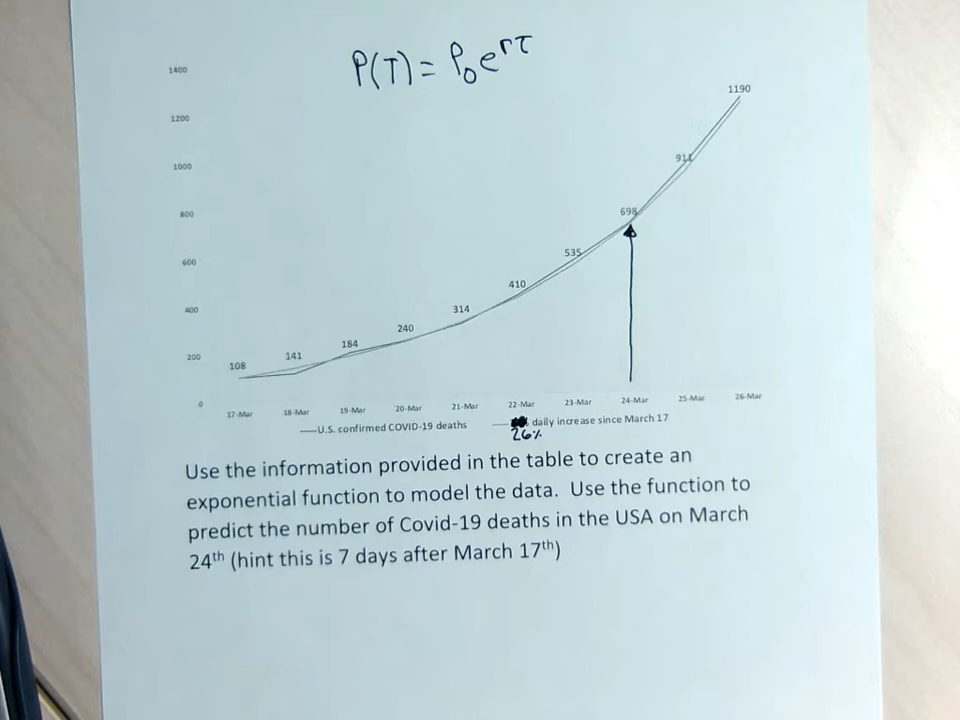 P(T) = P₀e^rτ
1400
1200
1000
800
600
400
200
0
108
141
184
240
314
410
535
698
911
1190
17-Mar 18-Mar 19-Mar 20-Mar 21-Mar 22-Mar 23-Mar 24-Mar 25-Mar 26-Mar
U.S. confirmed COVID-19 deaths
daily increase since March 17
26%
Use the information provided in the table to create an
exponential function to model the data. Use the function to
predict the number of Covid-19 deaths in the USA on March
24th (hint this is 7 days after March 17th)